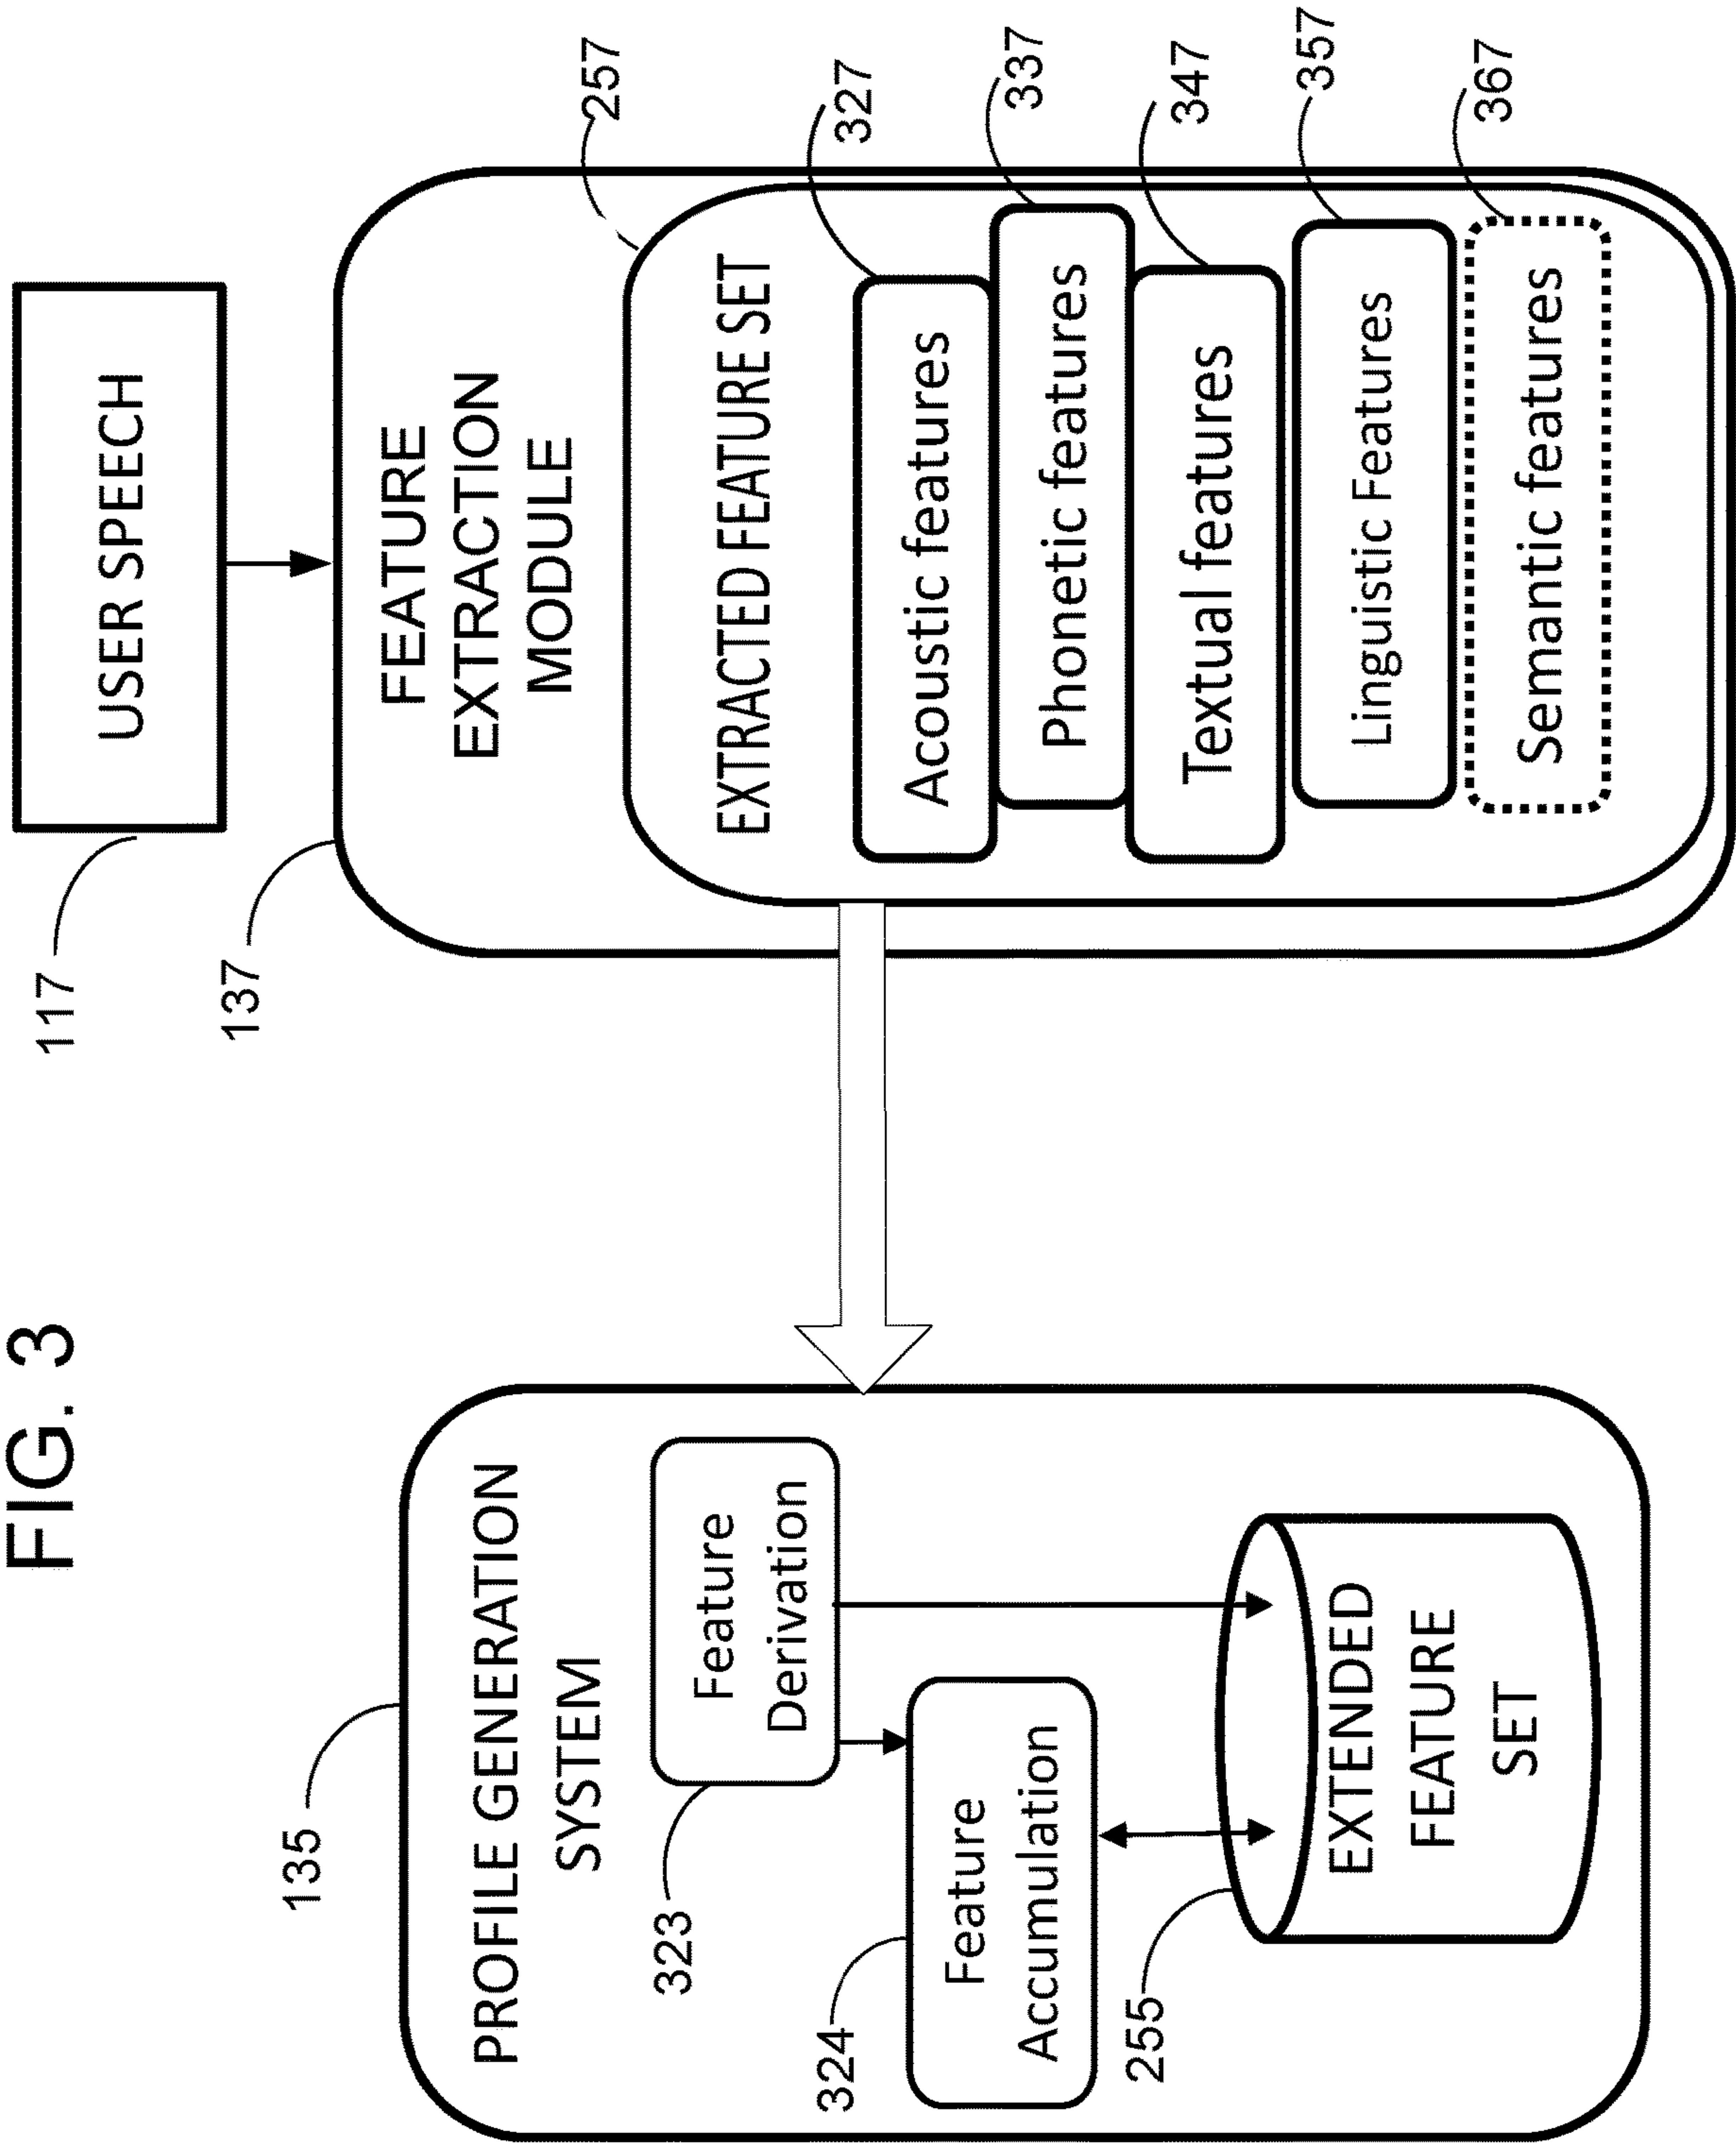 FIG. 3
135
PROFILE GENERATION
SYSTEM
323
Feature
Derivation
324
Feature
Accumulation
255
EXTENDED
FEATURE
SET
117
USER SPEECH
137
FEATURE
EXTRACTION
MODULE
257
EXTRACTED FEATURE SET
327
Acoustic features
337
Phonetic features
347
Textual features
357
Linguistic Features
367
Semantic features